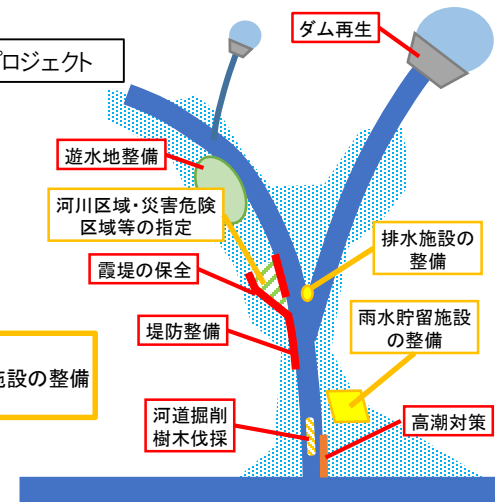 ダム再生
プロジェクト
遊水地整備
河川区域・災害危険
区域等の指定
排水施設の
整備
霞堤の保全
堤防整備
雨水貯留施設
の整備
施設の整備
河道掘削
樹木伐採
高潮対策